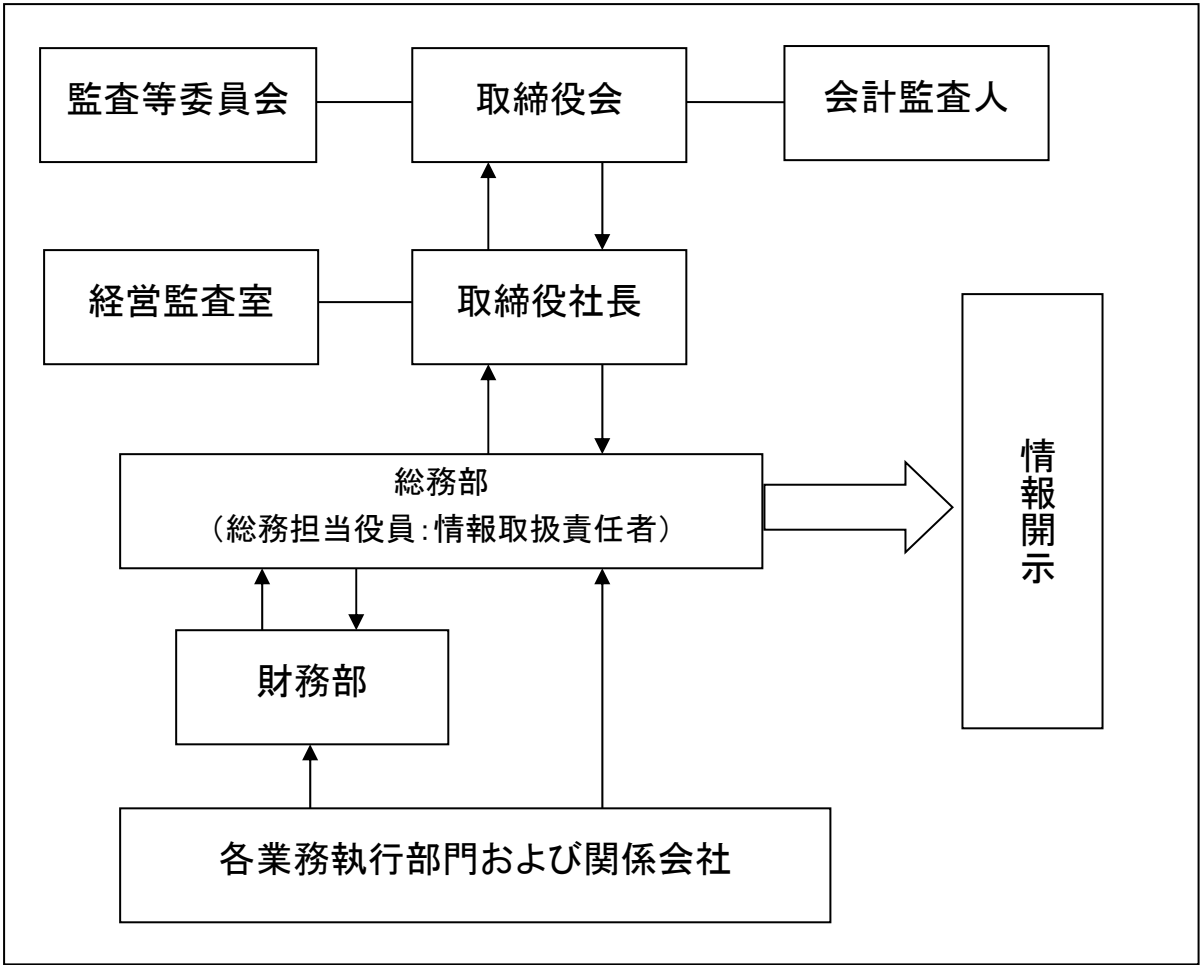 監査等委員会
取締役会
会計監査人
経営監査室
取締役社長
総務部
（総務担当役員：情報取扱責任者）
情報開示
財務部
各業務執行部門および関係会社